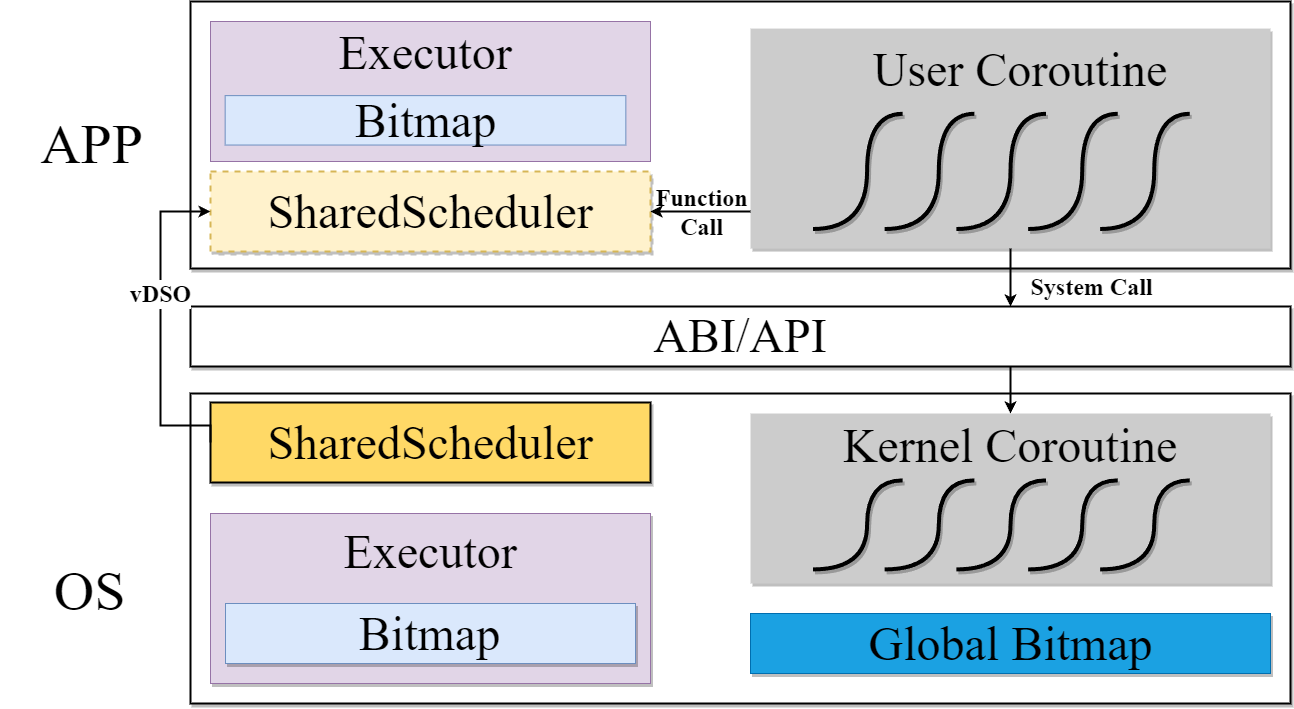 APP
Executor
Bitmap
SharedScheduler
Function
Call
User Coroutine
System Call
vDSO
ABI/API
OS
SharedScheduler
Executor
Bitmap
Kernel Coroutine
Global Bitmap